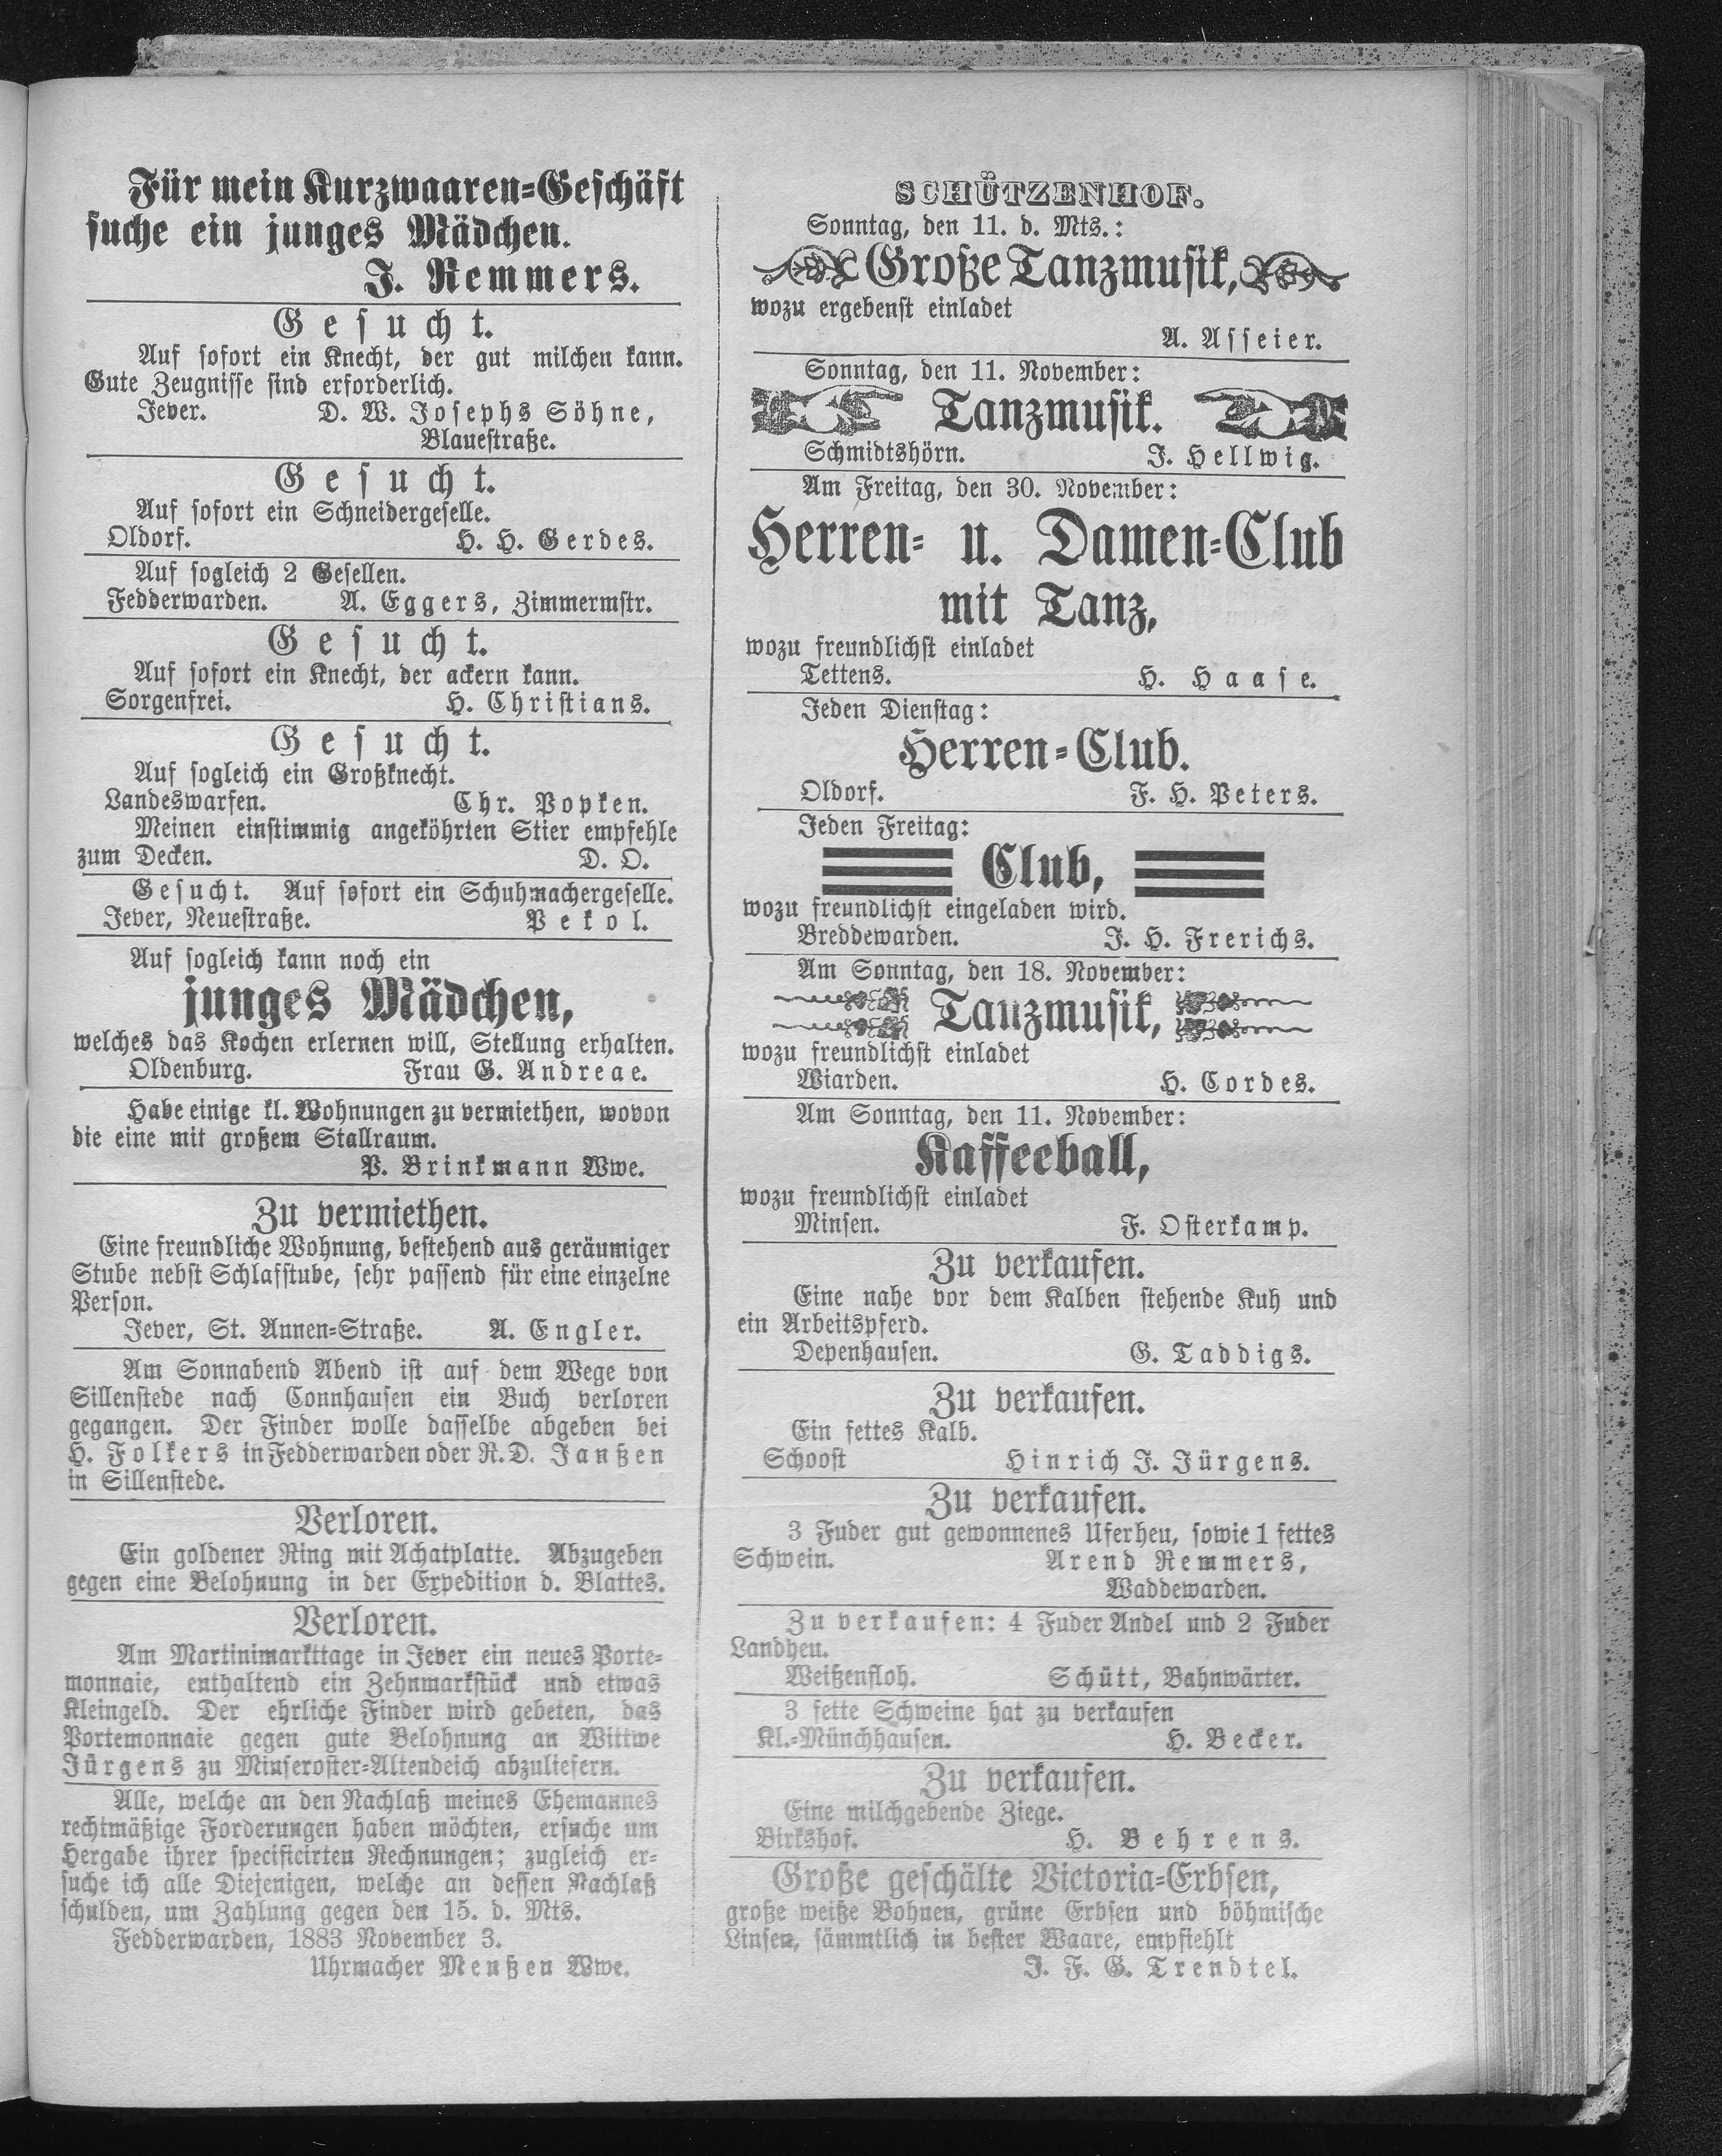 Für mein Kurzwaaren-Geschäft
suche ein junges Mädchen.
J. Remmers.
Gesucht.
Auf sofort ein Knecht, der gut milchen kann.
Gute Zeugnisse sind erforderlich.
Jever. D. W. Josephs Söhne,
Blauestraße.
Gesucht.
Auf sofort ein Schneidergeselle.
Oldorf. H. H. Gerdes.
Auf sogleich 2 Gesellen.
Fedderwarden. A. Eggers, Zimmermstr.
Gesucht.
Auf sofort ein Knecht, der ackern kann.
Sorgenfrei. H. Christians.
Gesucht.
Auf sogleich ein Großknecht.
Landeswarfen. Chr. Popken.
Meinen einstimmig angeköhrten Stier empfehle
zum Decken. D. O.
Gesucht. Auf sofort ein Schuhmachergeselle.
Jever, Neuestraße. Pekol.
Auf sogleich kann noch ein
junges Mädchen,
welches das Kochen erlernen will, Stellung erhalten.
Oldenburg. Frau G. Andreae.
Habe einige kl. Wohnungen zu vermiethen, wovon
die eine mit großem Stallraum.
P. Brinkmann Wwe.
Zu vermiethen.
Eine freundliche Wohnung, bestehend aus geräumiger
Stube nebst Schlafstube, sehr passend für eine einzelne
Person.
Jever, St. Annen-Straße. A. Engler.
Am Sonnabend Abend ist auf dem Wege von
Sillenstede nach Connhausen ein Buch verloren
gegangen. Der Finder wolle dasselbe abgeben bei
H. Folkers in Fedderwarden oder R. D. Janßen
in Sillenstede.
Verloren.
Ein goldener Ring mit Achatplatte. Abzugeben
gegen eine Belohnung in der Expedition d. Blattes.
Verloren.
Am Martinimarkttage in Jever ein neues Porte-
monnaie, enthaltend ein Zehnmarkstück und etwas
Kleingeld. Der ehrliche Finder wird gebeten, das
Portemonnaie gegen gute Belohnung an Wittwe
Jürgens zu Minseroster-Altendeich abzuliefern.
Alle, welche an den Nachlaß meines Ehemannes
rechtmäßige Forderungen haben möchten, ersuche um
Hergabe ihrer specificirten Rechnungen; zugleich er-
suche ich alle Diejenigen, welche an dessen Nachlaß
schulden, um Zahlung gegen den 15. d. Mts.
Fedderwarden, 1883 November 3.
Uhrmacher Menßen Wwe.
SCHÜTZENHOF.
Sonntag, den 11. d. Mts.:
Große Tanzmusik,
wozu ergebenst einladet
A. Asseier.
Sonntag, den 11. November:
Tanzmusik.
Schmidtshörn. J. Hellwig.
Am Freitag, den 30. November:
Herren- u. Damen-Club
mit Tanz,
wozu freundlichst einladet
Tettens. H. Haase.
Jeden Dienstag:
Herren-Club.
Oldorf. F. H. Peters.
Jeden Freitag:
Club,
wozu freundlichst eingeladen wird.
Breddewarden. J. H. Frerichs.
Am Sonntag, den 18. November:
Tanzmusik,
wozu freundlichst einladet
Wiarden. H. Cordes.
Am Sonntag, den 11. November:
Kaffeeball,
wozu freundlichst einladet
Minsen. F. Osterkamp.
Zu verkaufen.
Eine nahe vor dem Kalben stehende Kuh und
ein Arbeitspferd.
Depenhausen. G. Taddigs.
Zu verkaufen.
Ein fettes Kalb.
Schoost Hinrich J. Jürgens.
Zu verkaufen.
3 Fuder gut gewonnenes Uferheu, sowie 1 fettes
Schwein. Arend Remmers,
Waddewarden.
Zu verkaufen: 4 Fuder Andel und 2 Fuder
Landheu.
Weißenfloh. Schütt, Bahnwärter.
3 fette Schweine hat zu verkaufen
Kl.-Münchhausen. H. Becker.
Zu verkaufen.
Eine milchgebende Ziege.
Birkshof. H. Behrens.
Große geschälte Victoria-Erbsen,
große weiße Bohnen, grüne Erbsen und böhmische
Linsen, sämmtlich in bester Waare, empfiehlt
J. F. G. Trendtel.